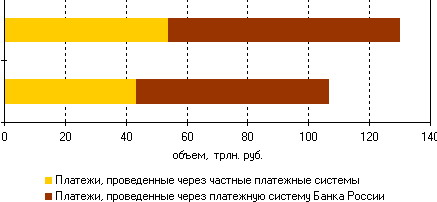 0 20 40 60 80 100 120 140
объем, трлн. руб.
Платежи, проведенные через частные платежные системы
Платежи, проведенные через платежную систему Банка России